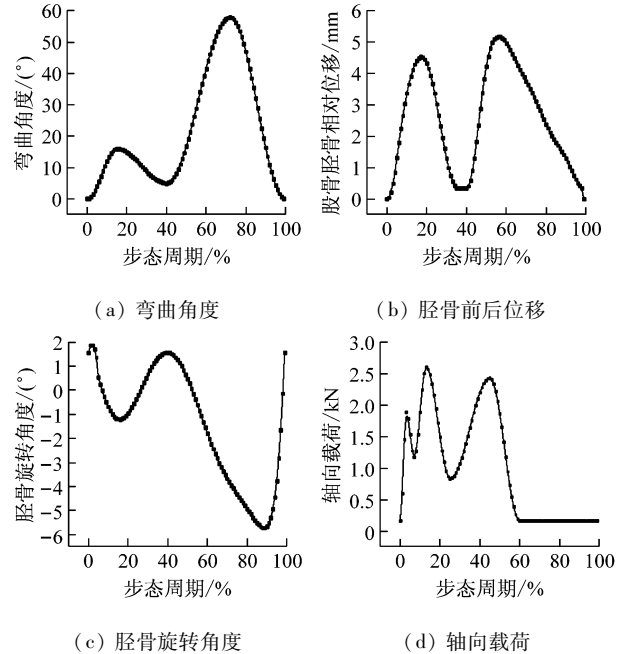 弯曲角度/(°)
60
50
40
30
20
10
0
0 20 40 60 80 100
步态周期/%
(a) 弯曲角度
股骨胫骨相对位移/mm
6
5
4
3
2
1
0
0 20 40 60 80 100
步态周期/%
(b) 胫骨前后位移
胫骨旋转角度/(°)
2
1
0
-1
-2
-3
-4
-5
-6
0 20 40 60 80 100
步态周期/%
(c) 胫骨旋转角度
轴向载荷/kN
3.0
2.5
2.0
1.5
1.0
0.5
0
0 20 40 60 80 100
步态周期/%
(d) 轴向载荷